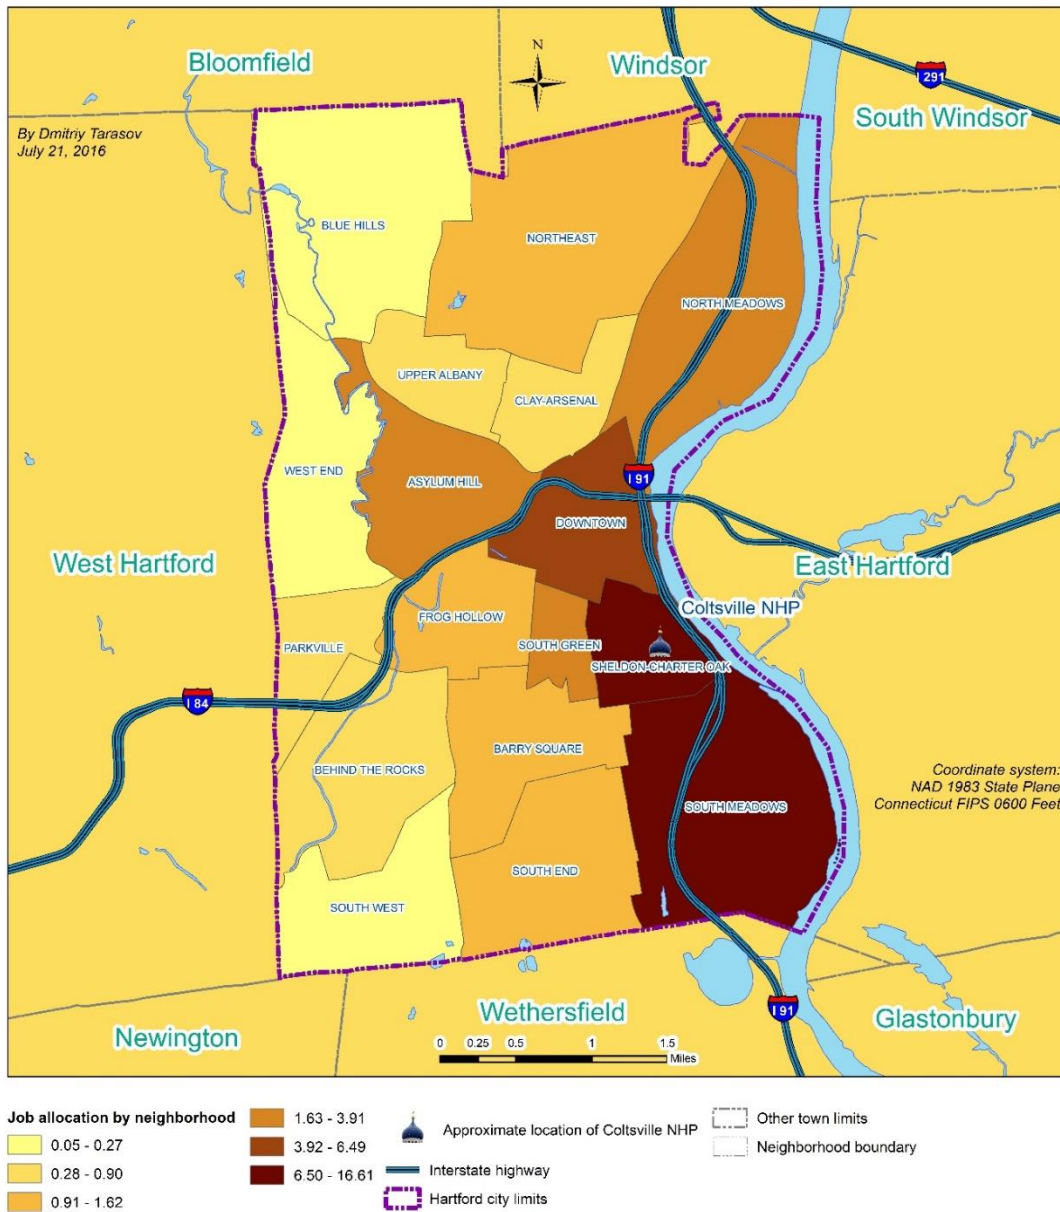 Bloomfield
Windsor
I 291
South Windsor
N
By Dmitriy Tarasov
July 21, 2016
BLUE HILLS
NORTHEAST
NORTH MEADOWS
UPPER ALBANY
CLAY-ARSENAL
WEST END
ASYLUM HILL
I 91
DOWNTOWN
West Hartford
East Hartford
Coltsville NHP
FROG HOLLOW
PARKVILLE
SOUTH GREEN
SHELDON-CHARTER OAK
I 84
BARRY SQUARE
BEHIND THE ROCKS
SOUTH MEADOWS
Coordinate system:
NAD 1983 State Plane
Connecticut FIPS 0600 Feet
SOUTH END
SOUTH WEST
I 91
Newington
Wethersfield
Glastonbury
0 0.25 0.5 1 1.5
Miles
Job allocation by neighborhood
0.05 - 0.27
0.28 - 0.90
0.91 - 1.62
1.63 - 3.91
3.92 - 6.49
6.50 - 16.61
Approximate location of Coltsville NHP
Interstate highway
Hartford city limits
Other town limits
Neighborhood boundary